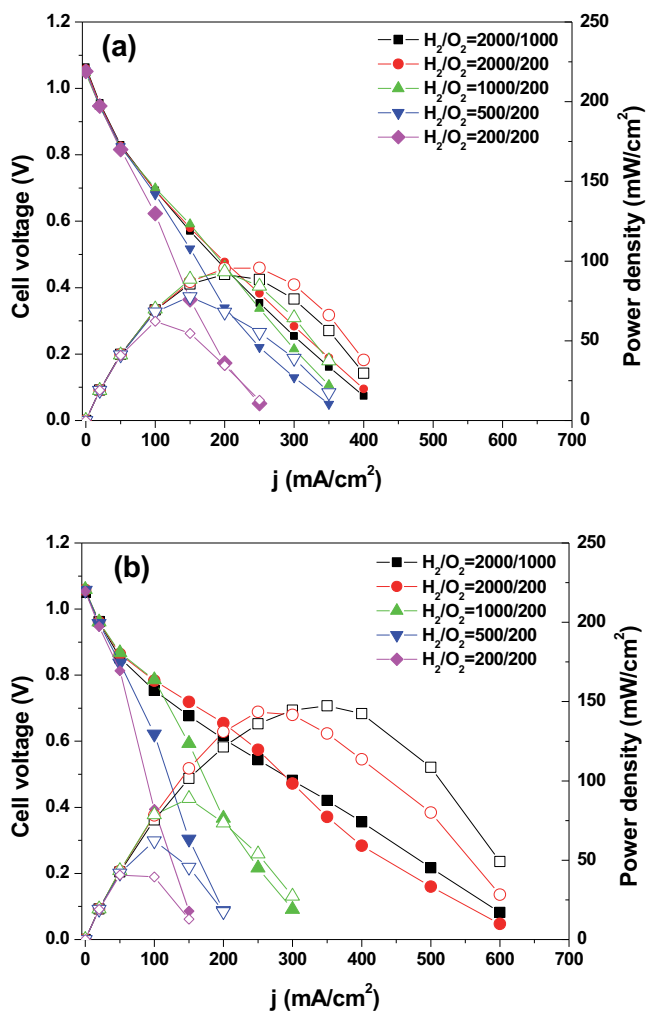 (a)
H₂/O₂=2000/1000
H₂/O₂=2000/200
H₂/O₂=1000/200
H₂/O₂=500/200
H₂/O₂=200/200
Cell voltage (V)
1.2
1.0
0.8
0.6
0.4
0.2
0.0
Power density (mW/cm²)
250
200
150
100
50
0
0 100 200 300 400 500 600 700
j (mA/cm²)
(b)
H₂/O₂=2000/1000
H₂/O₂=2000/200
H₂/O₂=1000/200
H₂/O₂=500/200
H₂/O₂=200/200
Cell voltage (V)
1.2
1.0
0.8
0.6
0.4
0.2
0.0
Power density (mW/cm²)
250
200
150
100
50
0
0 100 200 300 400 500 600 700
j (mA/cm²)